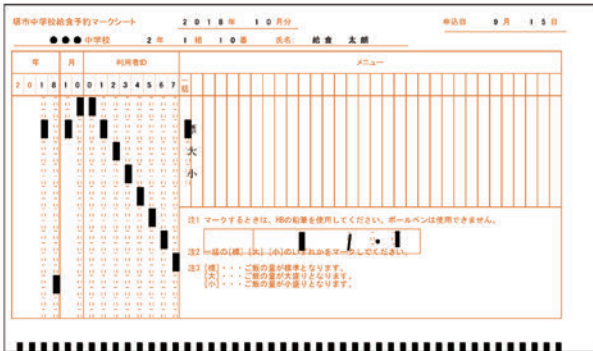 堺市中学校給食予約マークシート 2018年 10月分 申込日 9月 15日
●●●中学校 2年 1組 10番 氏名: 給食 太朗
年 月 利用者ID メニュー
2 0 1 8 1 0 0 1 2 3 4 5 6 7 一括
標
大
小
注1 マークするときは、HBの鉛筆を使用してください。ボールペンは使用できません。
注2 一括の[標] [大] [小]のいずれかをマークしてください。
注3 [標]・・・ご飯の量が標準となります。
[大]・・・ご飯の量が大盛りとなります。
[小]・・・ご飯の量が小盛りとなります。